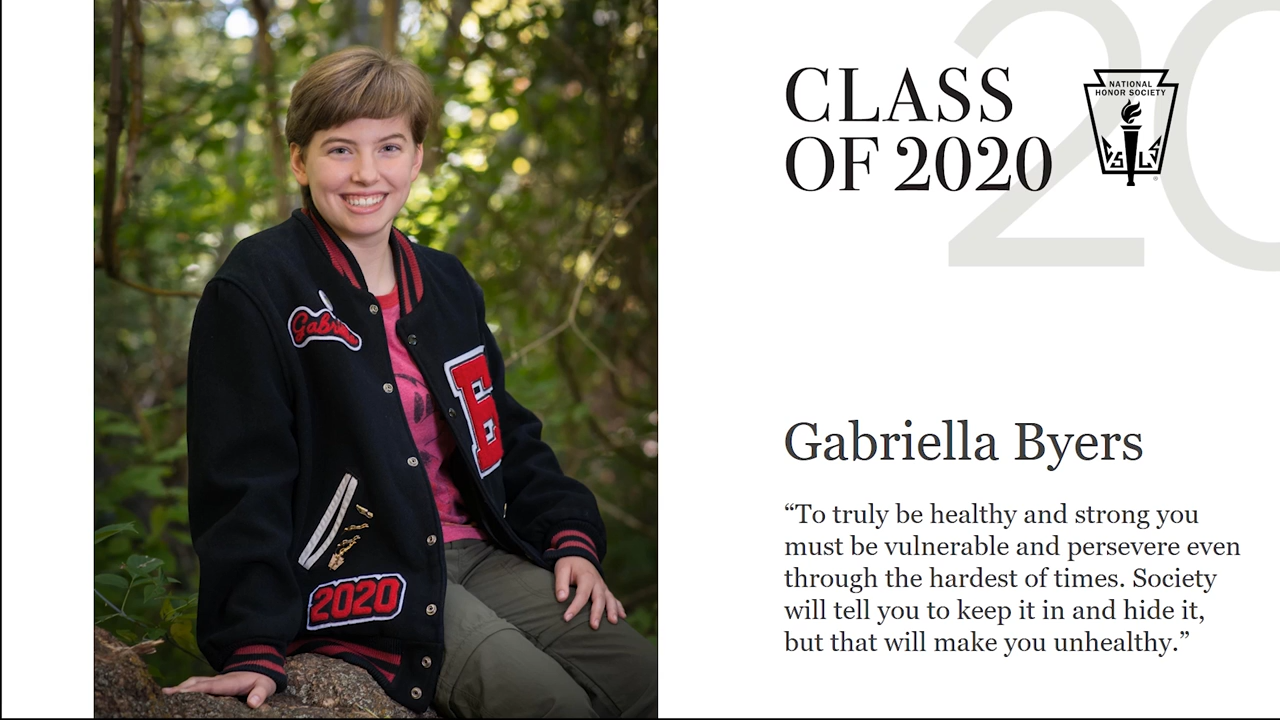 CLASS
OF 2020
NATIONAL
HONOR SOCIETY
20
Gabriella Byers
“To truly be healthy and strong you
must be vulnerable and persevere even
through the hardest of times. Society
will tell you to keep it in and hide it,
but that will make you unhealthy.”
2020